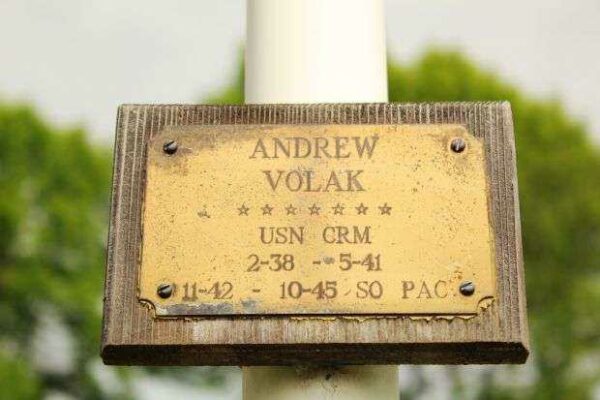 ANDREW
VOLAK
☆ ☆ ☆ ☆ ☆ ☆ ☆
USN CRM
2-38 - 5-41
11-42 - 10-45 SO PAC